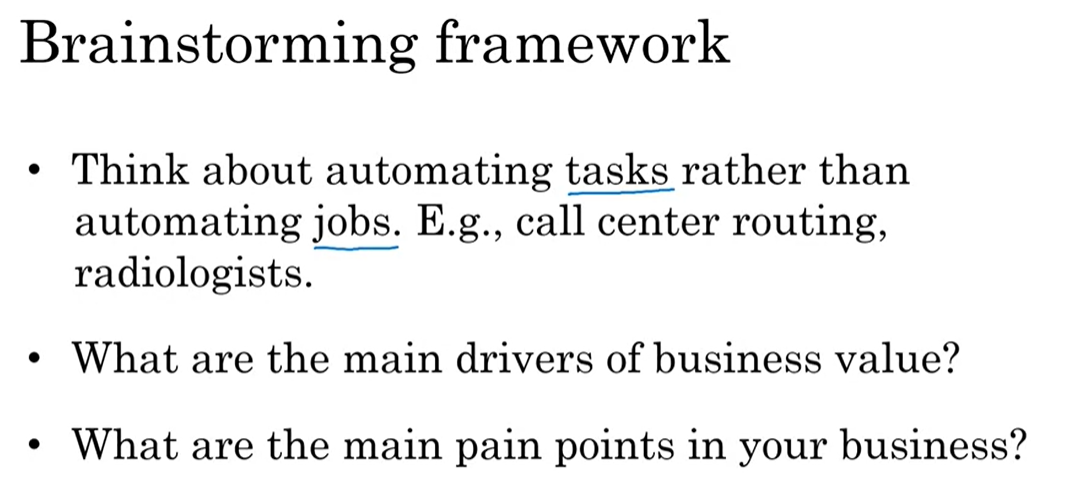 Brainstorming framework
• Think about automating tasks rather than
automating jobs. E.g., call center routing,
radiologists.
• What are the main drivers of business value?
• What are the main pain points in your business?